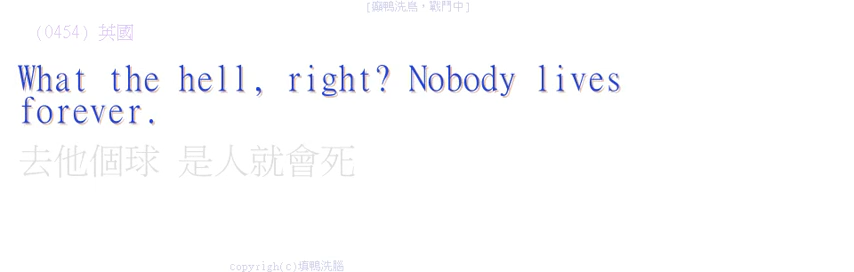 [填鴨洗腦，戰鬥中]
(0454) 英國
What the hell, right? Nobody lives
forever.
去他個球 是人就會死
Copyrigh(c)填鴨洗腦